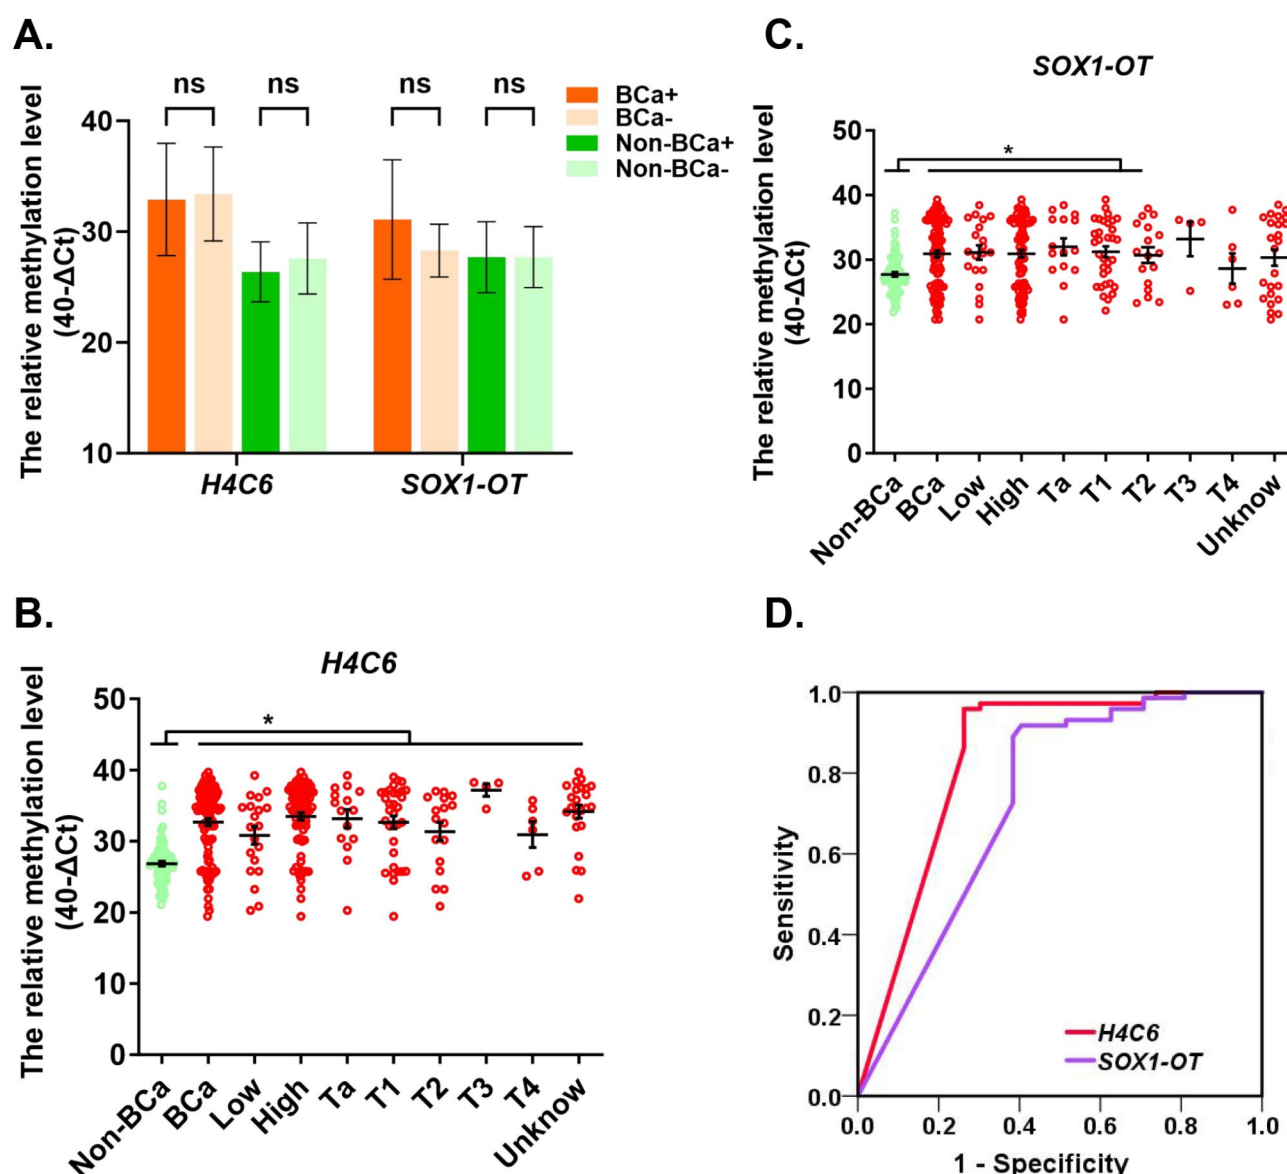 A.
The relative methylation level
(40-ΔCt)
40
30
20
10
ns
ns
ns
ns
H4C6
SOX1-OT
BCa+
BCa-
Non-BCa+
Non-BCa-
C.
SOX1-OT
The relative methylation level
(40-ΔCt)
50
40
30
20
10
0
*
Non-BCa
BCa
Low
High
Ta
T1
T2
T3
T4
Unknow
B.
H4C6
The relative methylation level
(40-ΔCt)
50
40
30
20
10
0
*
Non-BCa
BCa
Low
High
Ta
T1
T2
T3
T4
Unknow
D.
Sensitivity
1.0
0.8
0.6
0.4
0.2
0.0
H4C6
SOX1-OT
0.0 0.2 0.4 0.6 0.8 1.0
1 - Specificity